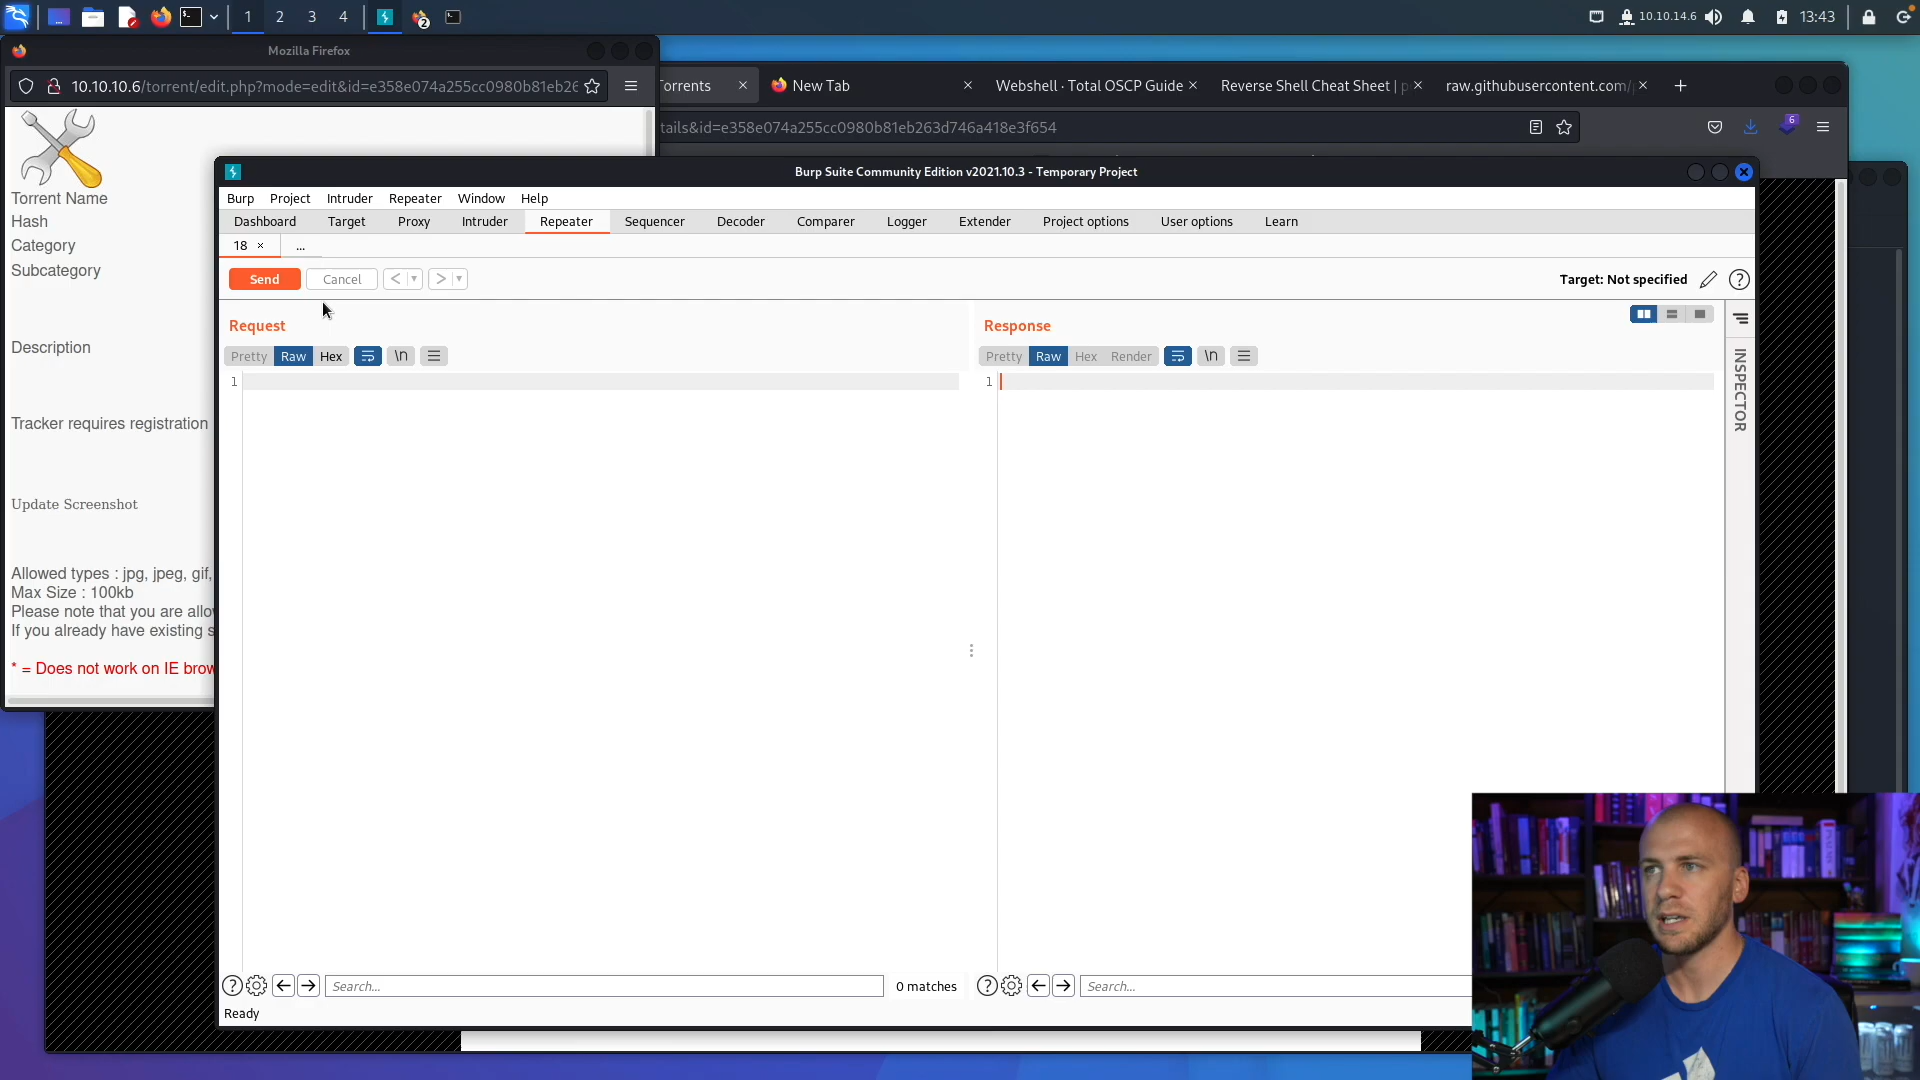 1 2 3 4 2 10.10.14.6 13:43
Mozilla Firefox
10.10.10.6/torrent/edit.php?mode=edit&id=e358e074a255cc0980b81eb26
Torrents New Tab Webshell · Total OSCP Guide Reverse Shell Cheat Sheet | p raw.githubusercontent.com/
tails&id=e358e074a255cc0980b81eb263d746a418e3f654 6
Burp Suite Community Edition v2021.10.3 - Temporary Project
Burp Project Intruder Repeater Window Help
Dashboard Target Proxy Intruder Repeater Sequencer Decoder Comparer Logger Extender Project options User options Learn
18 × ...
Send Cancel < > Target: Not specified ?
Request Response
Pretty Raw Hex \n Pretty Raw Hex Render \n
1 1
INSPECTOR
Torrent Name
Hash
Category
Subcategory
Description
Tracker requires registration
Update Screenshot
Allowed types : jpg, jpeg, gif,
Max Size : 100kb
Please note that you are allo
If you already have existing s
* = Does not work on IE brow
? Search... 0 matches ? Search...
Ready